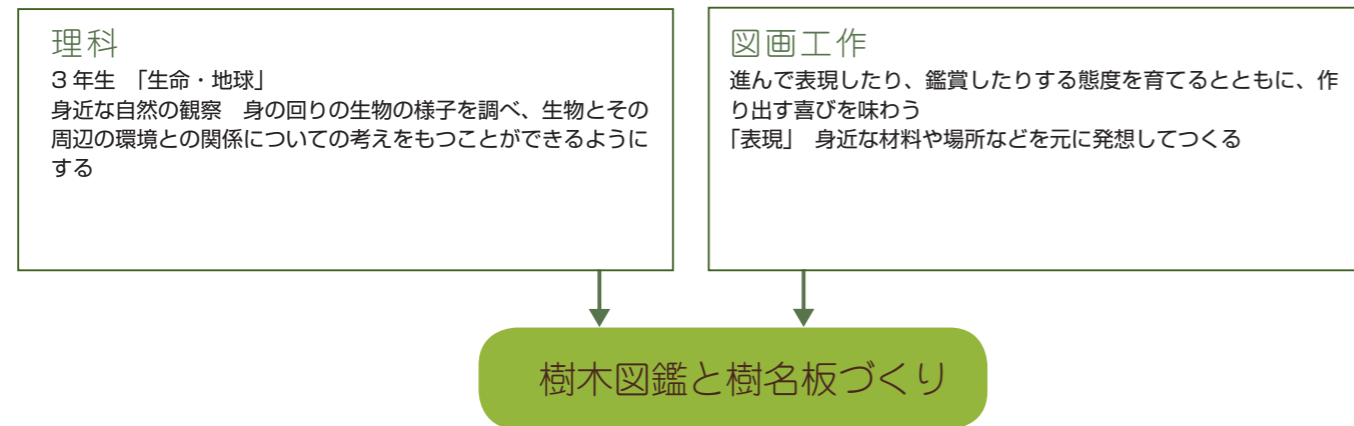 理科
3年生 「生命・地球」
身近な自然の観察　身の回りの生物の様子を調べ、生物とその
周辺の環境との関係についての考えをもつことができるように
する
図画工作
進んで表現したり、鑑賞したりする態度を育てるとともに、作
り出す喜びを味わう
「表現」　身近な材料や場所などを元に発想してつくる
樹木図鑑と樹名板づくり